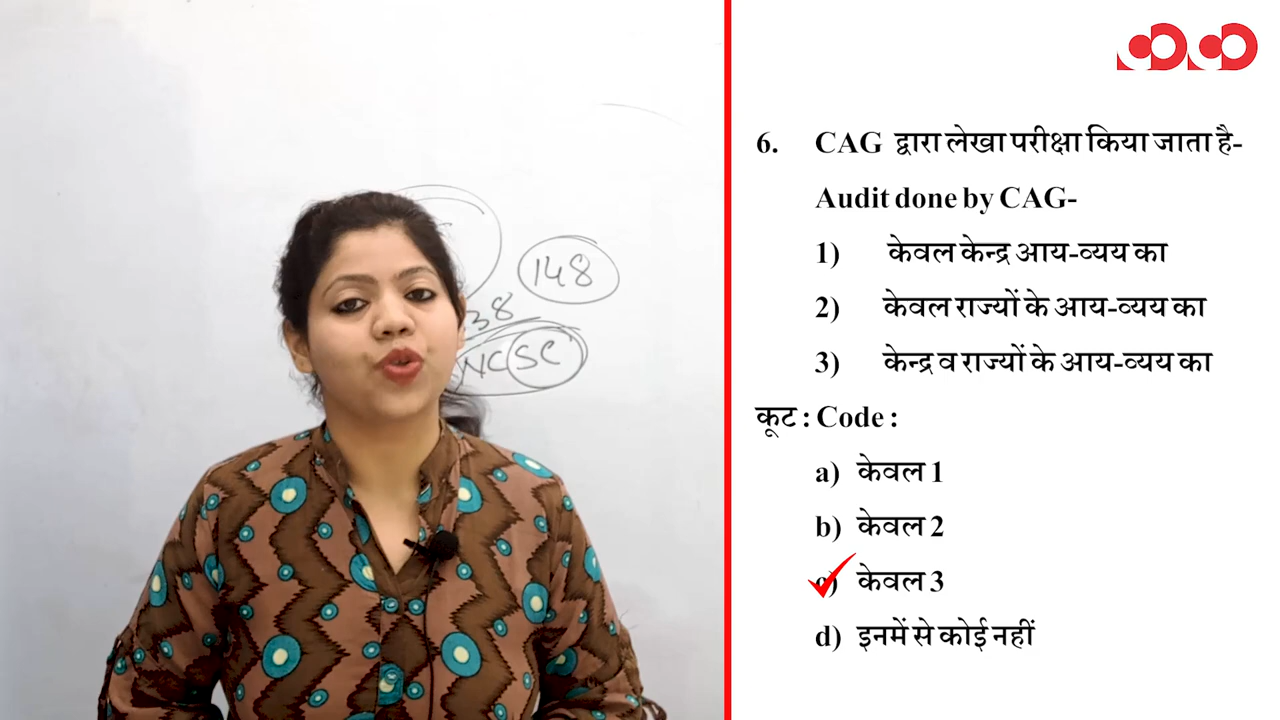 148
38
NCSC
6. CAG द्वारा लेखा परीक्षा किया जाता है-
Audit done by CAG-
1) केवल केन्द्र आय-व्यय का
2) केवल राज्यों के आय-व्यय का
3) केन्द्र व राज्यों के आय-व्यय का
कूट : Code :
a) केवल 1
b) केवल 2
c) केवल 3
d) इनमें से कोई नहीं